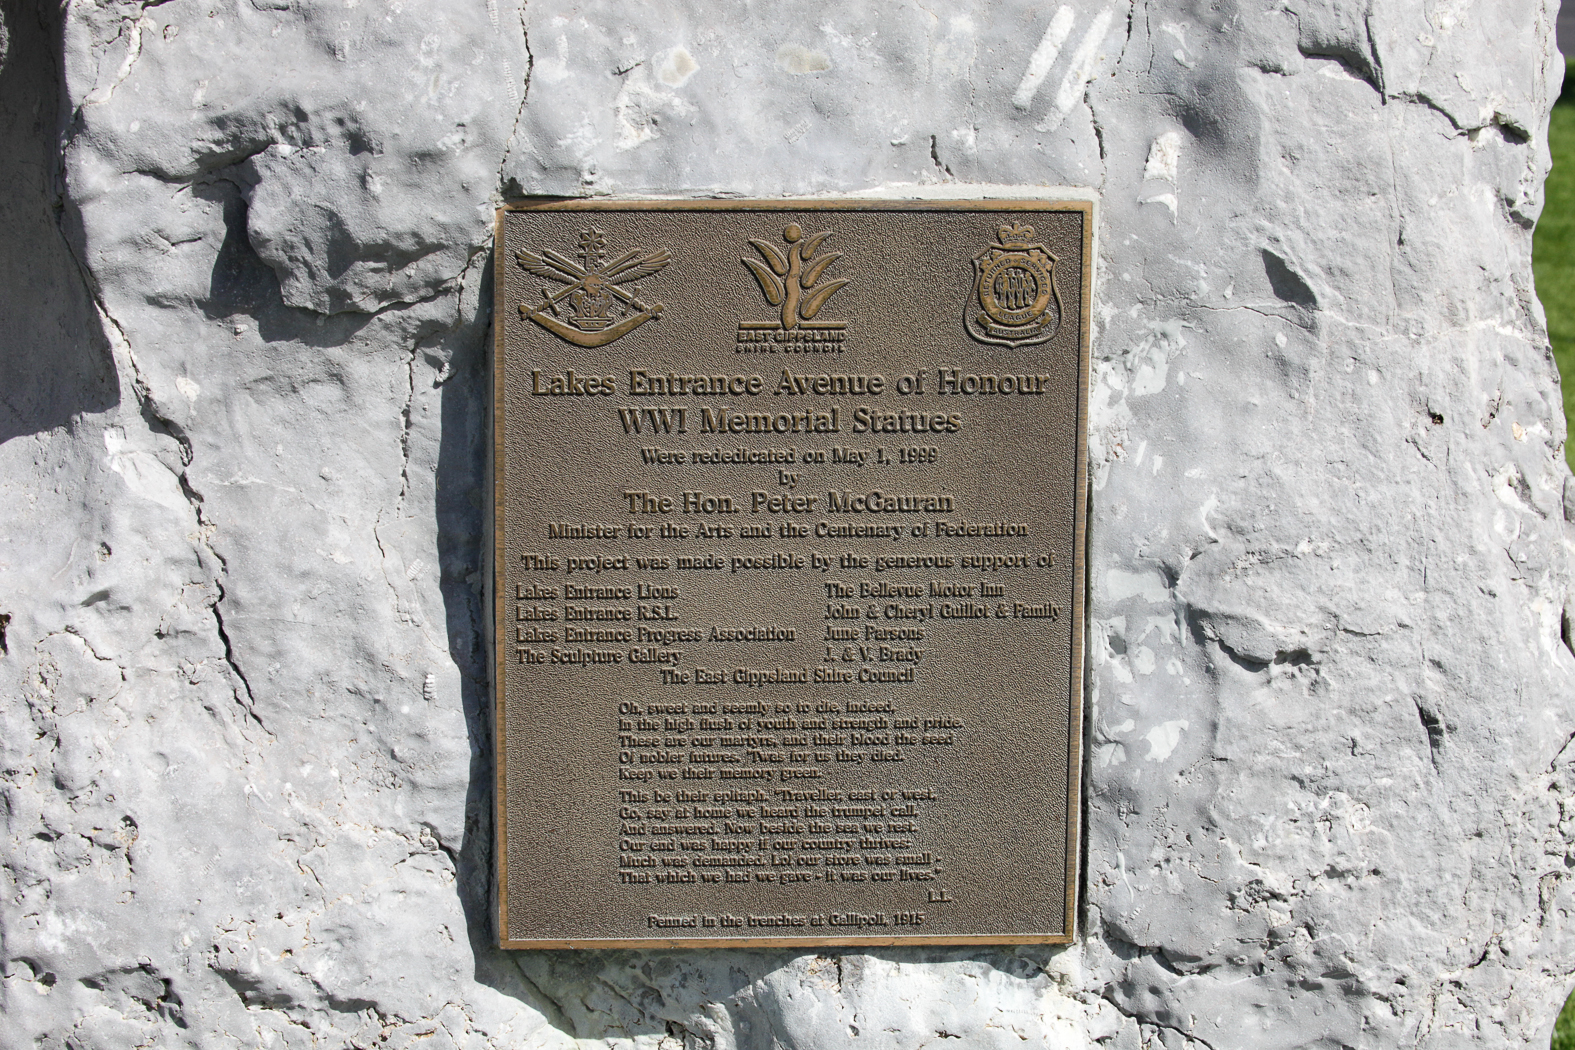 EAST GIPPSLAND
SHIRE COUNCIL
LEAGUE
AUSTRALIA
Lakes Entrance Avenue of Honour
WWI Memorial Statues
Were rededicated on May 1, 1999
by
The Hon. Peter McGauran
Minister for the Arts and the Centenary of Federation
This project was made possible by the generous support of
Lakes Entrance Lions
Lakes Entrance R.S.L.
Lakes Entrance Progress Association
The Sculpture Gallery
The Bellevue Motor Inn
John & Cheryl Guillot & Family
June Parsons
J. & V. Brady
The East Gippsland Shire Council
Oh, sweet and seemly so to die, indeed,
In the high flush of youth and strength and pride.
These are our martyrs, and their blood the seed
Of nobler futures. 'Twas for us they died.
Keep we their memory green.
This be their epitaph. "Traveller, east or west,
Go, say at home we heard the trumpet call,
And answered. Now beside the sea we rest.
Our end was happy if our country thrives:
Much was demanded. Lo! our store was small -
That which we had we gave - it was our lives."
L.L.
Penned in the trenches at Gallipoli, 1915